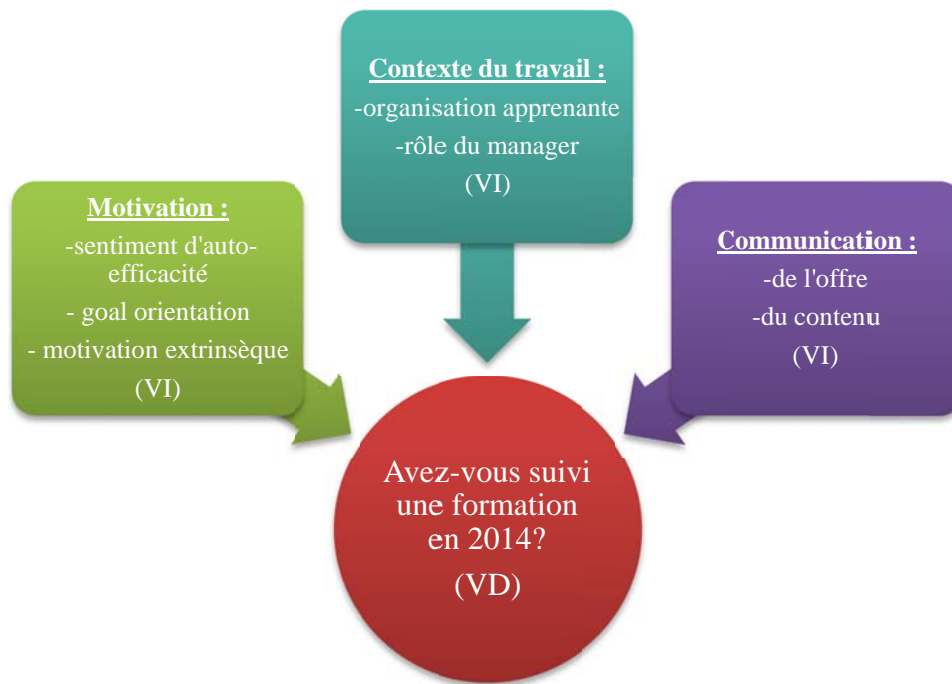 Contexte du travail :
-organisation apprenante
-rôle du manager
(VI)
Motivation :
-sentiment d'auto-
efficacité
- goal orientation
- motivation extrinsèque
(VI)
Communication :
-de l'offre
-du contenu
(VI)
Avez-vous suivi
une formation
en 2014?
(VD)